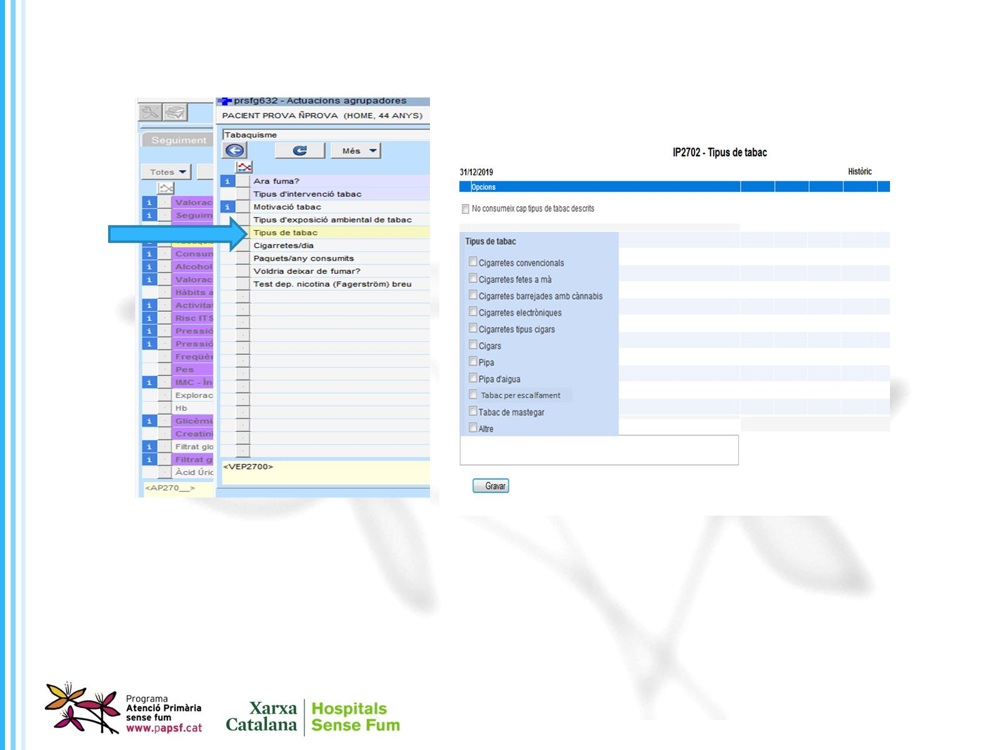 prsfg632 - Actuacions agrupadores
PACIENT PROVA ÑPROVA (HOME, 44 ANYS)
Tabaquisme
Més
i Ara fuma?
Tipus d'intervenció tabac
i Motivació tabac
Tipus d'exposició ambiental de tabac
Tipus de tabac
Cigarretes/dia
Paquets/any consumits
Voldria deixar de fumar?
Test dep. nicotina (Fagerström) breu
<VEP2700>
Seguiment
Totes
i Valorac
i Seguim
i Consun
i Alcohol
i Valorac
Hàbits a
i Activitat
i Risc ITS
i Pressió
i Pressió
Freqüèn
Pes
i IMC - Ín
Explorac
Hb
i Glicèmi
Creatini
i Filtrat glo
i Filtrat g
Àcid Úric
<AP270__>
IP2702 - Tipus de tabac
31/12/2019 Històric
Opcions
No consumeix cap tipus de tabac descrits
Tipus de tabac
Cigarretes convencionals
Cigarretes fetes a mà
Cigarretes barrejades amb cànnabis
Cigarretes electròniques
Cigarretes tipus cigars
Cigars
Pipa
Pipa d'aigua
Tabac per escalfament
Tabac de mastegar
Altre
Gravar
Programa
Atenció Primària
sense fum
www.papsf.cat
Xarxa
Catalana
Hospitals
Sense Fum